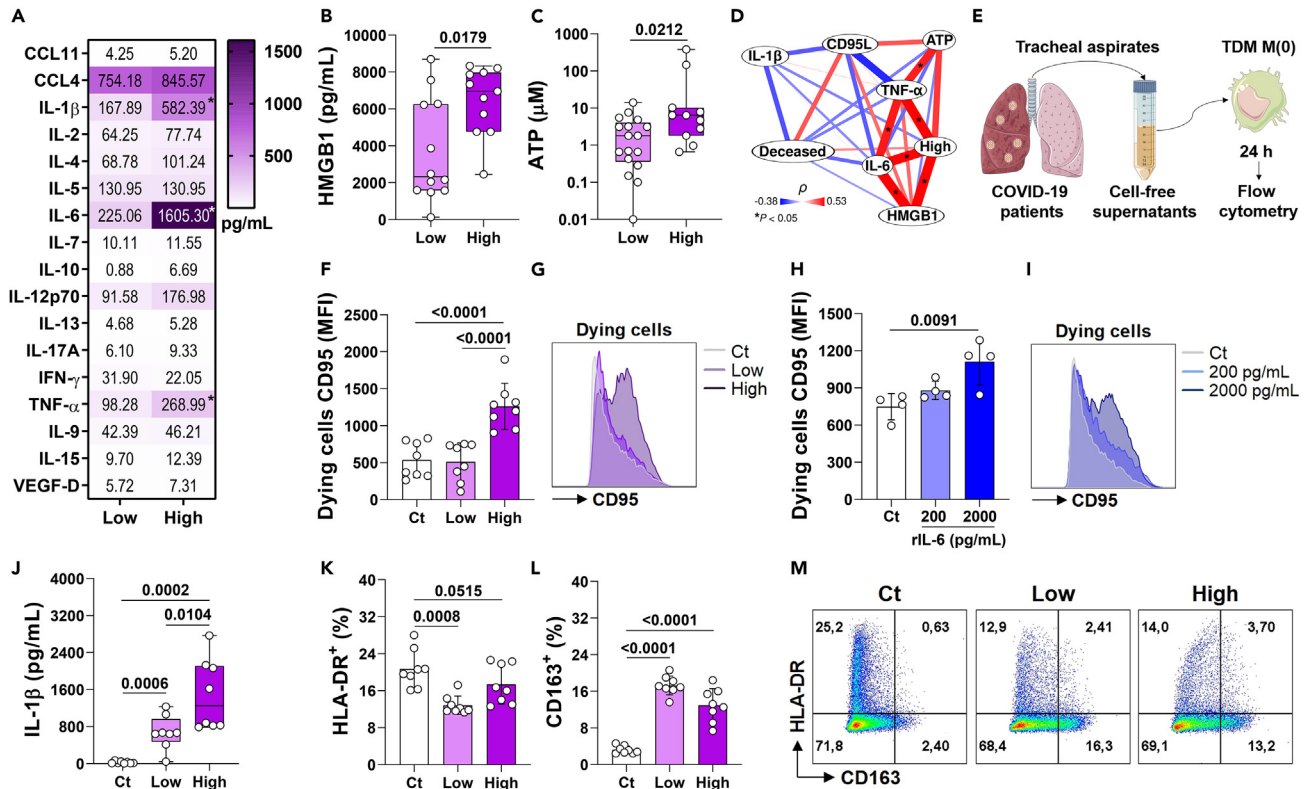 A
CCL11 4.25 5.20
CCL4 754.18 845.57
IL-1β 167.89 582.39*
IL-2 64.25 77.74
IL-4 68.78 101.24
IL-5 130.95 130.95
IL-6 225.06 1605.30*
IL-7 10.11 11.55
IL-10 0.88 6.69
IL-12p70 91.58 176.98
IL-13 4.68 5.28
IL-17A 6.10 9.33
IFN-γ 31.90 22.05
TNF-α 98.28 268.99*
IL-9 42.39 46.21
IL-15 9.70 12.39
VEGF-D 5.72 7.31
Low High
1500
1000
500
pg/mL
B
HMGB1 (pg/mL)
10000
8000
6000
4000
2000
0
0.0179
Low High
C
ATP (μM)
1000
100
10
1
0.1
0.01
0.0212
Low High
D
CD95L
ATP
IL-1β
TNF-α
*
*
*
Deceased
High
IL-6
*
*
*
HMGB1
ρ
-0.38 0.53
*P < 0.05
E
Tracheal aspirates
TDM M(0)
COVID-19
patients
Cell-free
supernatants
24 h
Flow
cytometry
F
Dying cells CD95 (MFI)
2500
2000
1500
1000
500
0
<0.0001
<0.0001
Ct Low High
G
Dying cells
Ct
Low
High
CD95
H
Dying cells CD95 (MFI)
1500
1200
900
600
300
0
0.0091
Ct 200 2000
rIL-6 (pg/mL)
I
Dying cells
Ct
200 pg/mL
2000 pg/mL
CD95
J
IL-1β (pg/mL)
4000
3200
2400
1600
800
0
0.0002
0.0104
0.0006
Ct Low High
K
HLA-DR+ (%)
40
32
24
16
8
0
0.0515
0.0008
Ct Low High
L
CD163+ (%)
40
32
24
16
8
0
<0.0001
<0.0001
Ct Low High
M
Ct Low High
25,2 0,63
71,8 2,40
12,9 2,41
68,4 16,3
14,0 3,70
69,1 13,2
HLA-DR
CD163